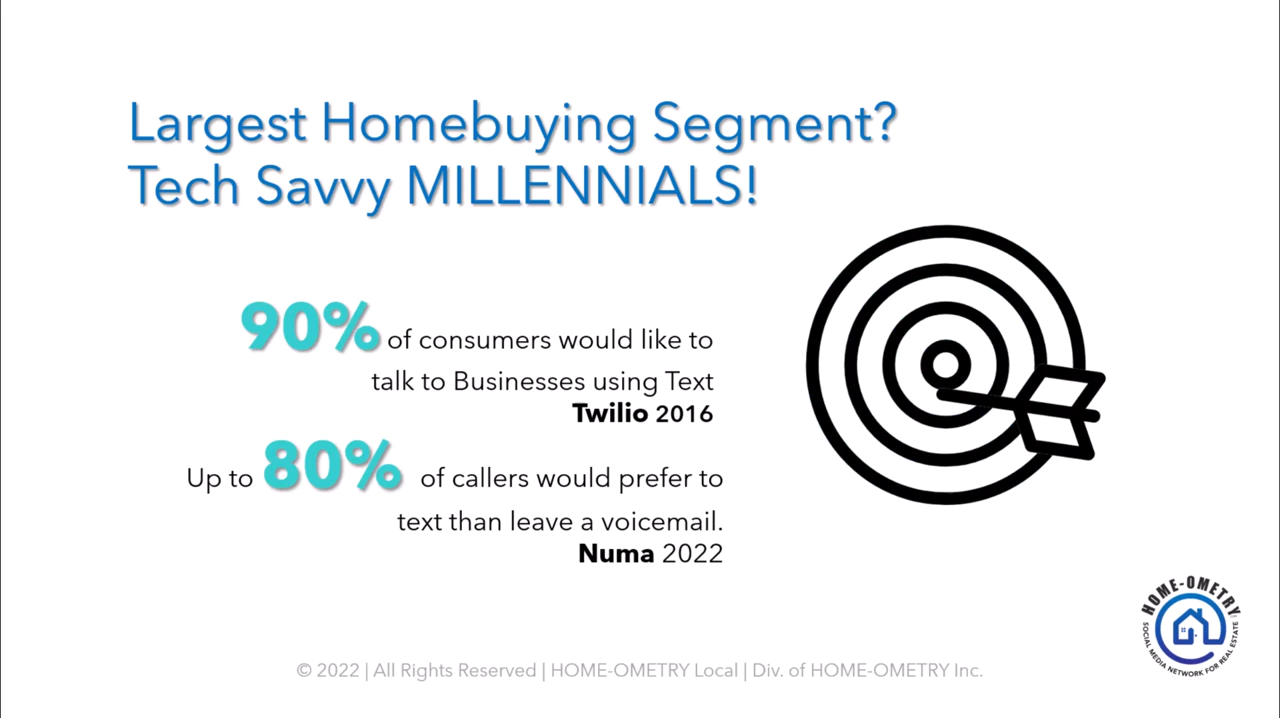 Largest Homebuying Segment?
Tech Savvy MILLENNIALS!
90% of consumers would like to
talk to Businesses using Text
Twilio 2016
Up to 80% of callers would prefer to
text than leave a voicemail.
Numa 2022
HOME-OMETRY
SOCIAL MEDIA NETWORK FOR REAL ESTATE
© 2022 | All Rights Reserved | HOME-OMETRY Local | Div. of HOME-OMETRY Inc.